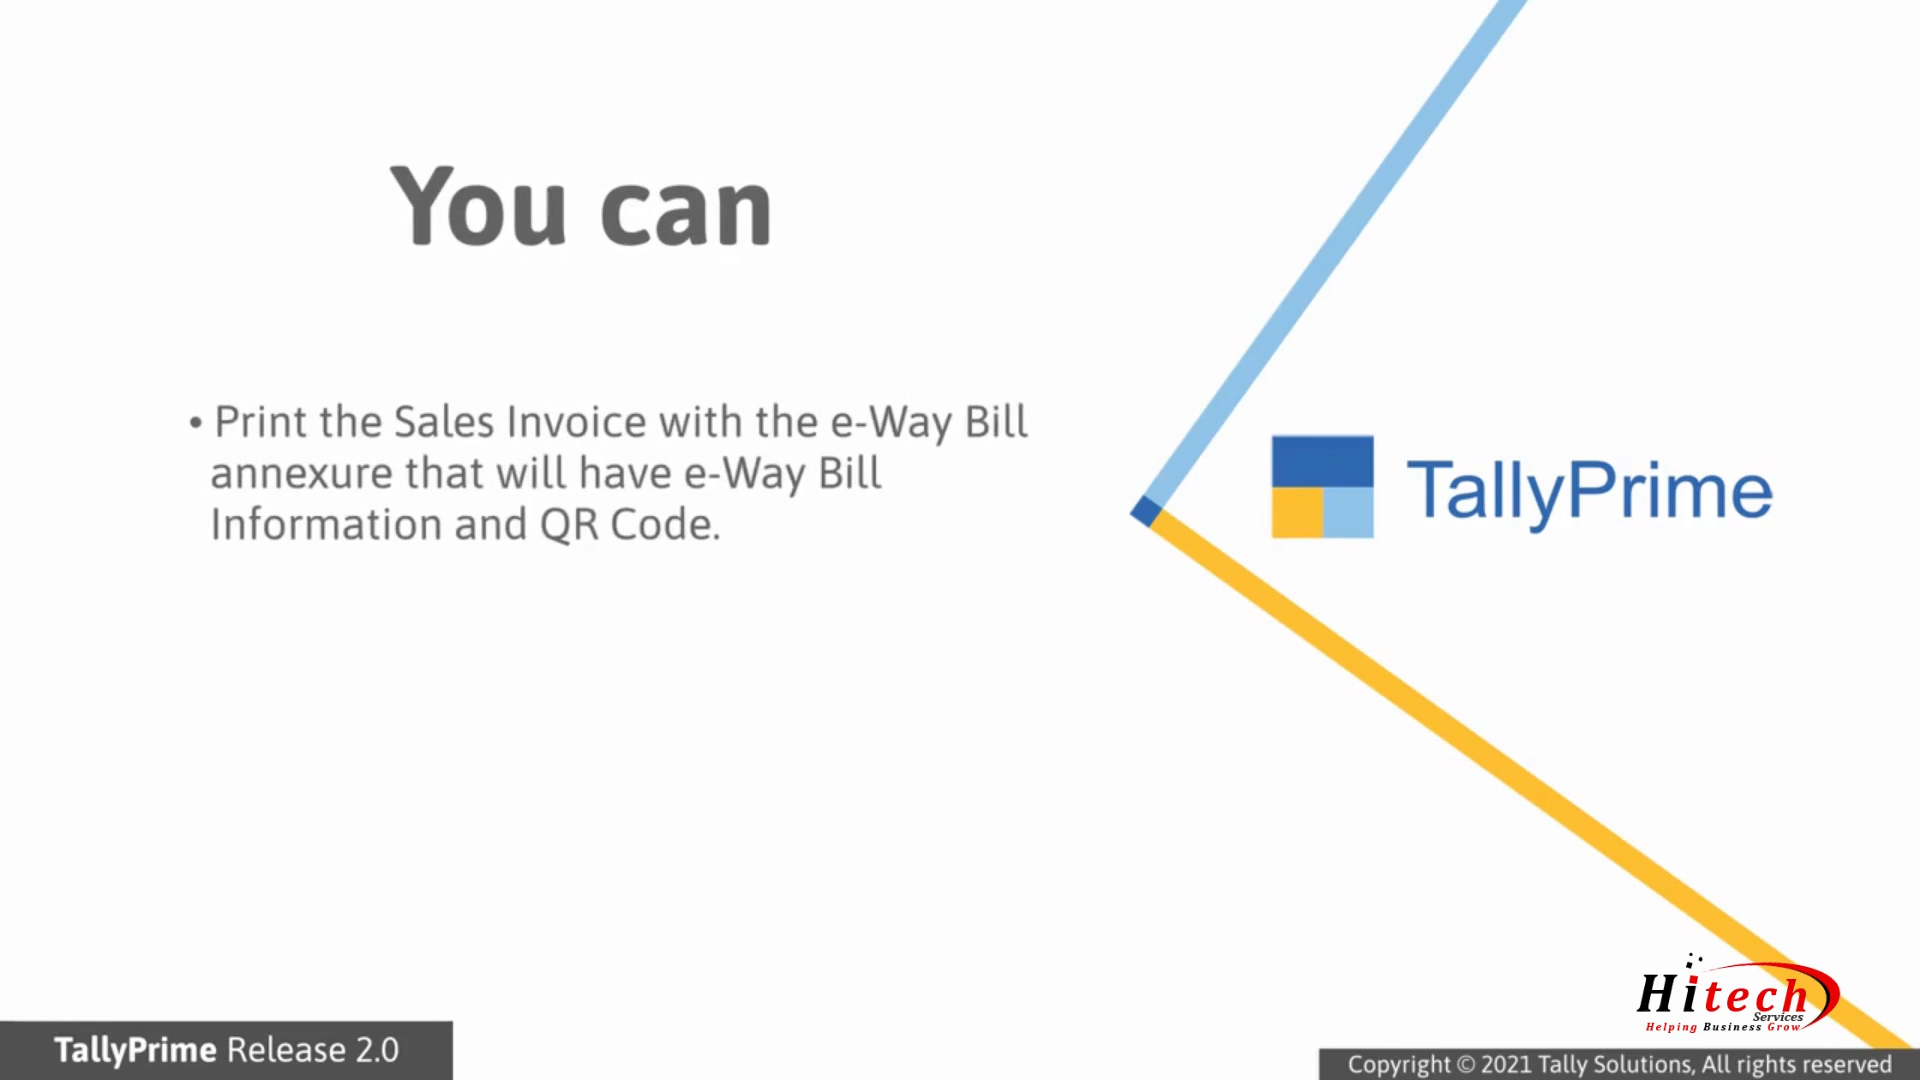 You can
• Print the Sales Invoice with the e-Way Bill
annexure that will have e-Way Bill
Information and QR Code.
TallyPrime
Hitech
Services
Helping Business Grow
TallyPrime Release 2.0
Copyright © 2021 Tally Solutions, All rights reserved